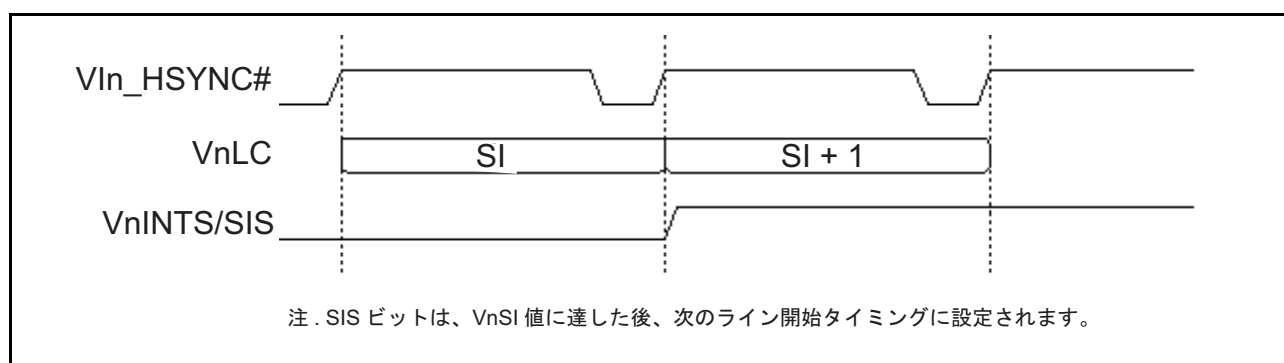 VIn_HSYNC#
VnLC
SI
SI + 1
VnINTS/SIS
注 . SIS ビットは、VnSI 値に達した後、次のライン開始タイミングに設定されます。